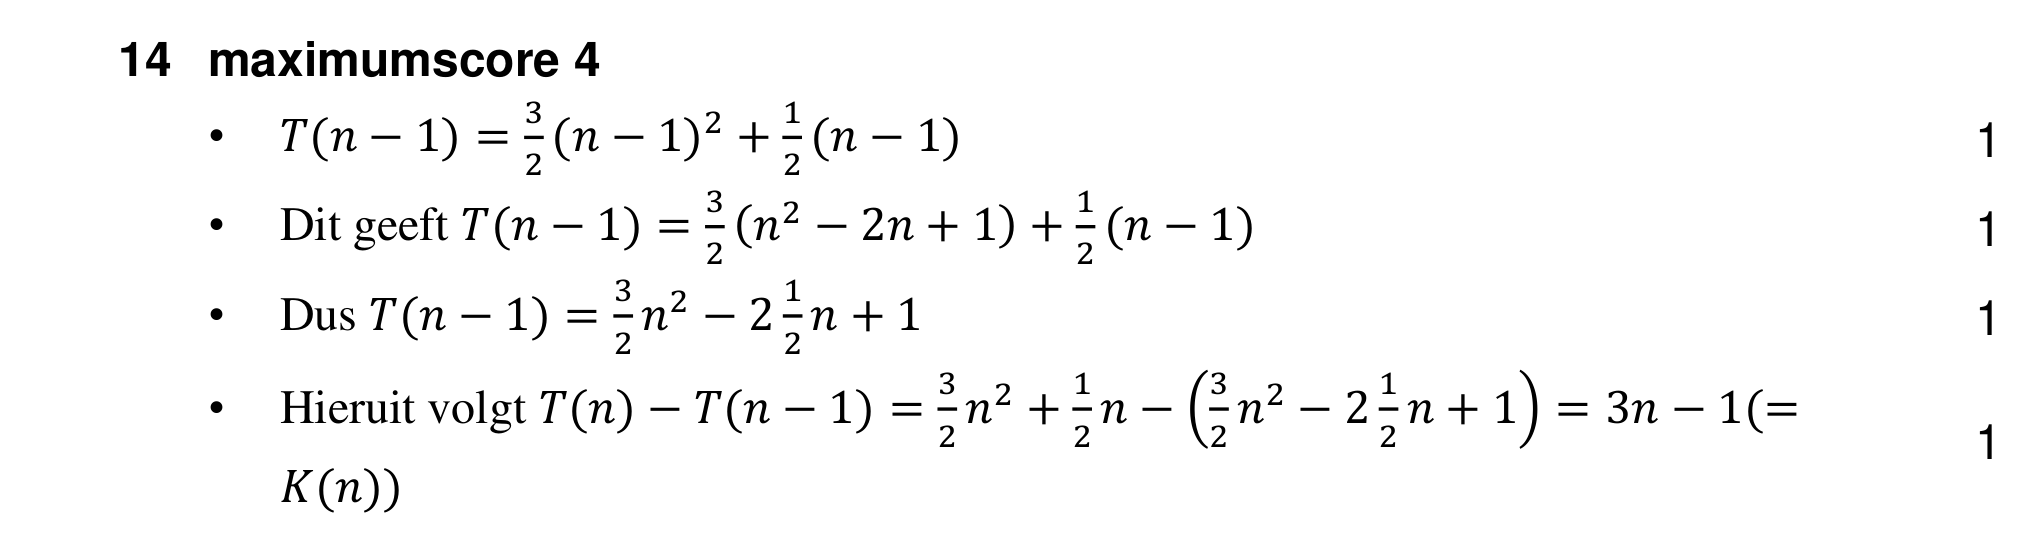 14 maximumscore 4
• T(n − 1) = 3/2 (n − 1)² + 1/2 (n − 1) 1
• Dit geeft T(n − 1) = 3/2 (n² − 2n + 1) + 1/2 (n − 1) 1
• Dus T(n − 1) = 3/2 n² − 2 1/2 n + 1 1
• Hieruit volgt T(n) − T(n − 1) = 3/2 n² + 1/2 n − (3/2 n² − 2 1/2 n + 1) = 3n − 1(=
K(n)) 1